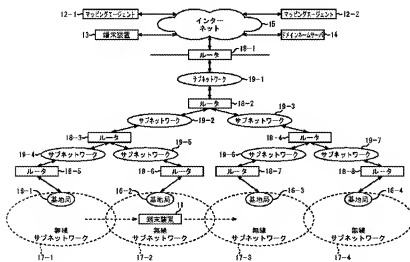 12-1 マッピングエージェント
インターネット
15
マッピングエージェント 12-2
13 端末装置
ドメインネームサーバ 14
ルータ 18-1
サブネットワーク 19-1
ルータ 18-2
サブネットワーク 19-2
19-3 サブネットワーク
18-3 ルータ
18-4 ルータ
19-4 サブネットワーク
19-5 サブネットワーク
19-6 サブネットワーク
19-7 サブネットワーク
ルータ 18-5
ルータ 18-6
ルータ 18-7
18-8 ルータ
16-1 基地局
16-2 基地局
基地局 16-3
基地局 16-4
11
端末装置
無線サブネットワーク
無線サブネットワーク
無線サブネットワーク
無線サブネットワーク
17-1
17-2
17-3
17-4